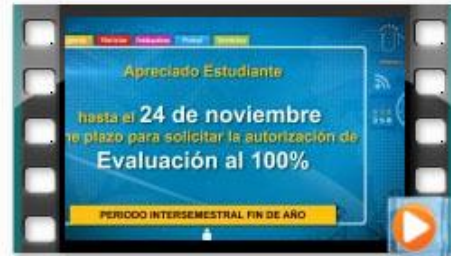 Apreciado Estudiante
hasta el 24 de noviembre
ne plazo para solicitar la autorización de
Evaluación al 100%
PERIODO INTERSEMESTRAL FIN DE AÑO